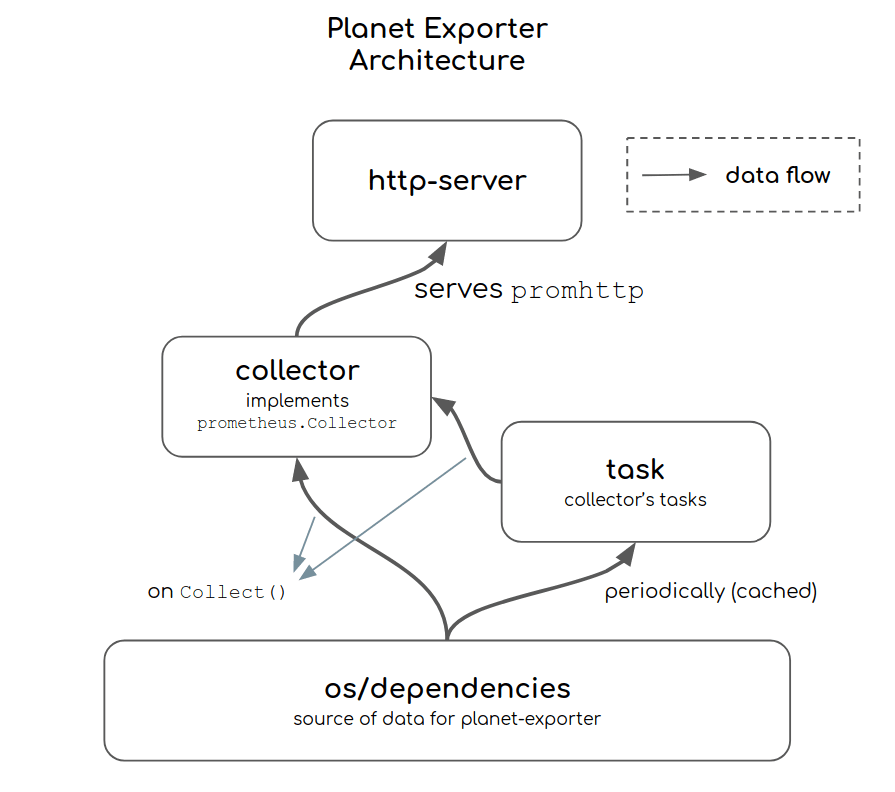 Planet Exporter
Architecture
http-server
data flow
serves promhttp
collector
implements
prometheus.Collector
task
collector's tasks
on Collect()
periodically (cached)
os/dependencies
source of data for planet-exporter